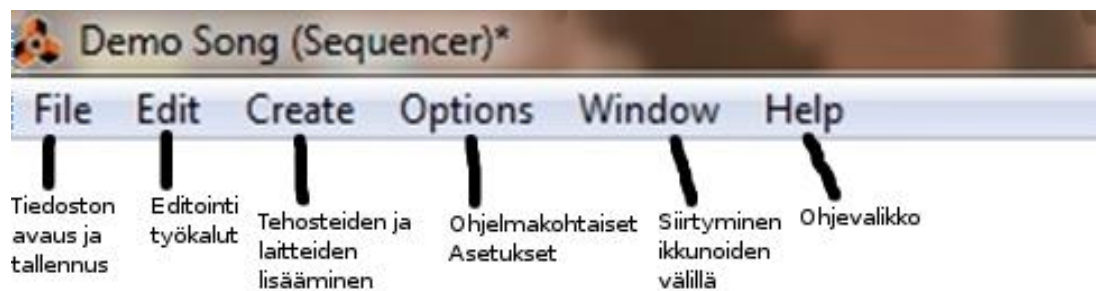 Demo Song (Sequencer)*
File Edit Create Options Window Help
Tiedoston
avaus ja
tallennus
Editointi
työkalut
Tehosteiden ja
laitteiden
lisääminen
Ohjelmakohtaiset
Asetukset
Siirtyminen
ikkunoiden
välillä
Ohjevalikko